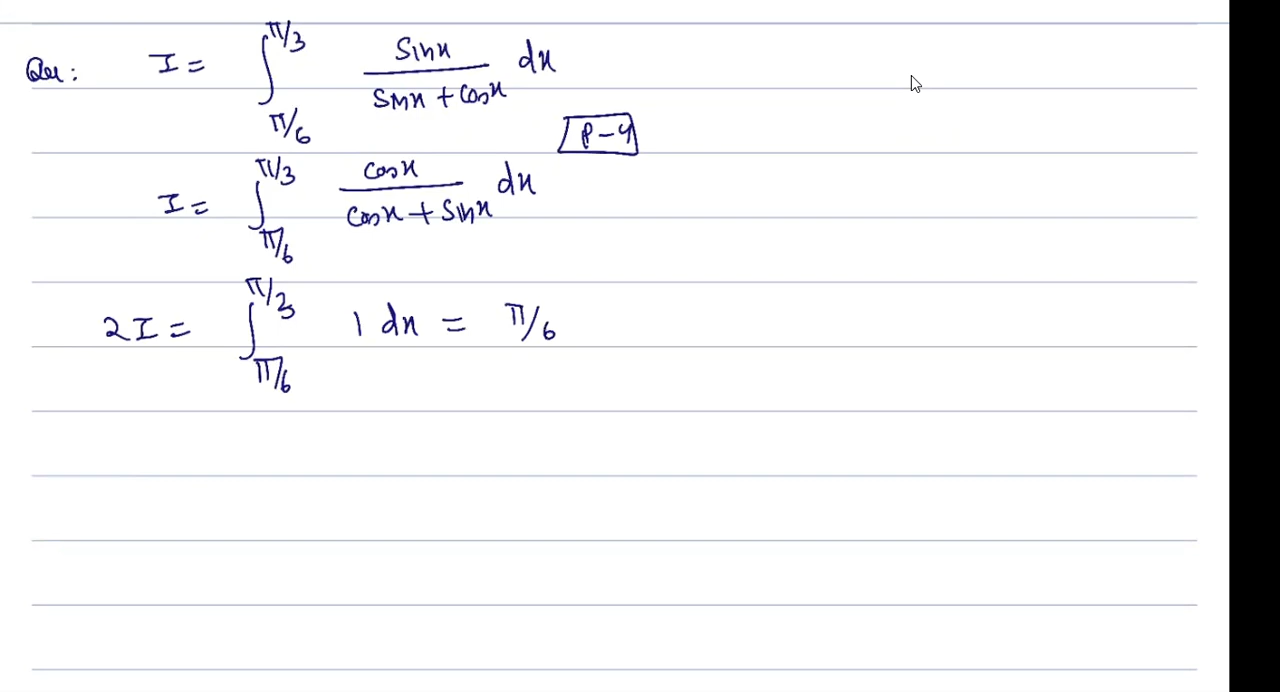 Que: I = ∫_{π/6}^{π/3} sinx / (sinx + cosx) dx
P-4
I = ∫_{π/6}^{π/3} cosx / (cosx + sinx) dx
2I = ∫_{π/6}^{π/3} 1 dx = π/6